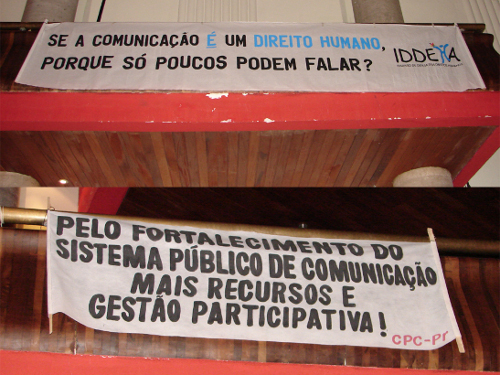 SE A COMUNICAÇÃO É UM DIREITO HUMANO,
PORQUE SÓ POUCOS PODEM FALAR?
IDDEHA
PELO FORTALECIMENTO DO
SISTEMA PÚBLICO DE COMUNICAÇÃO
MAIS RECURSOS E
GESTÃO PARTICIPATIVA!
CPC-PR